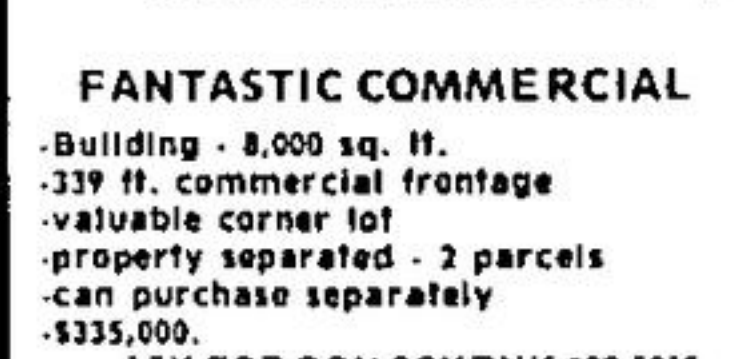 FANTASTIC COMMERCIAL
-Building - 8,000 sq. ft.
-339 ft. commercial frontage
-valuable corner lot
-property separated - 2 parcels
-can purchase separately
-$335,000.